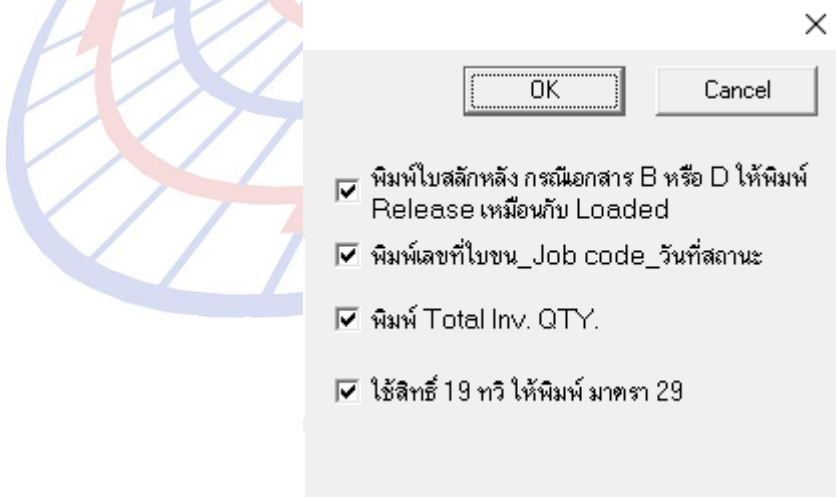 OK
Cancel
พิมพ์ใบสลักหลัง กรณีเอกสาร B หรือ D ให้พิมพ์
Release เหมือนกับ Loaded
พิมพ์เลขที่ใบขน_Job code_วันที่สถานะ
พิมพ์ Total Inv. QTY.
ใช้สิทธิ์ 19 ทวิ ให้พิมพ์ มาตรา 29